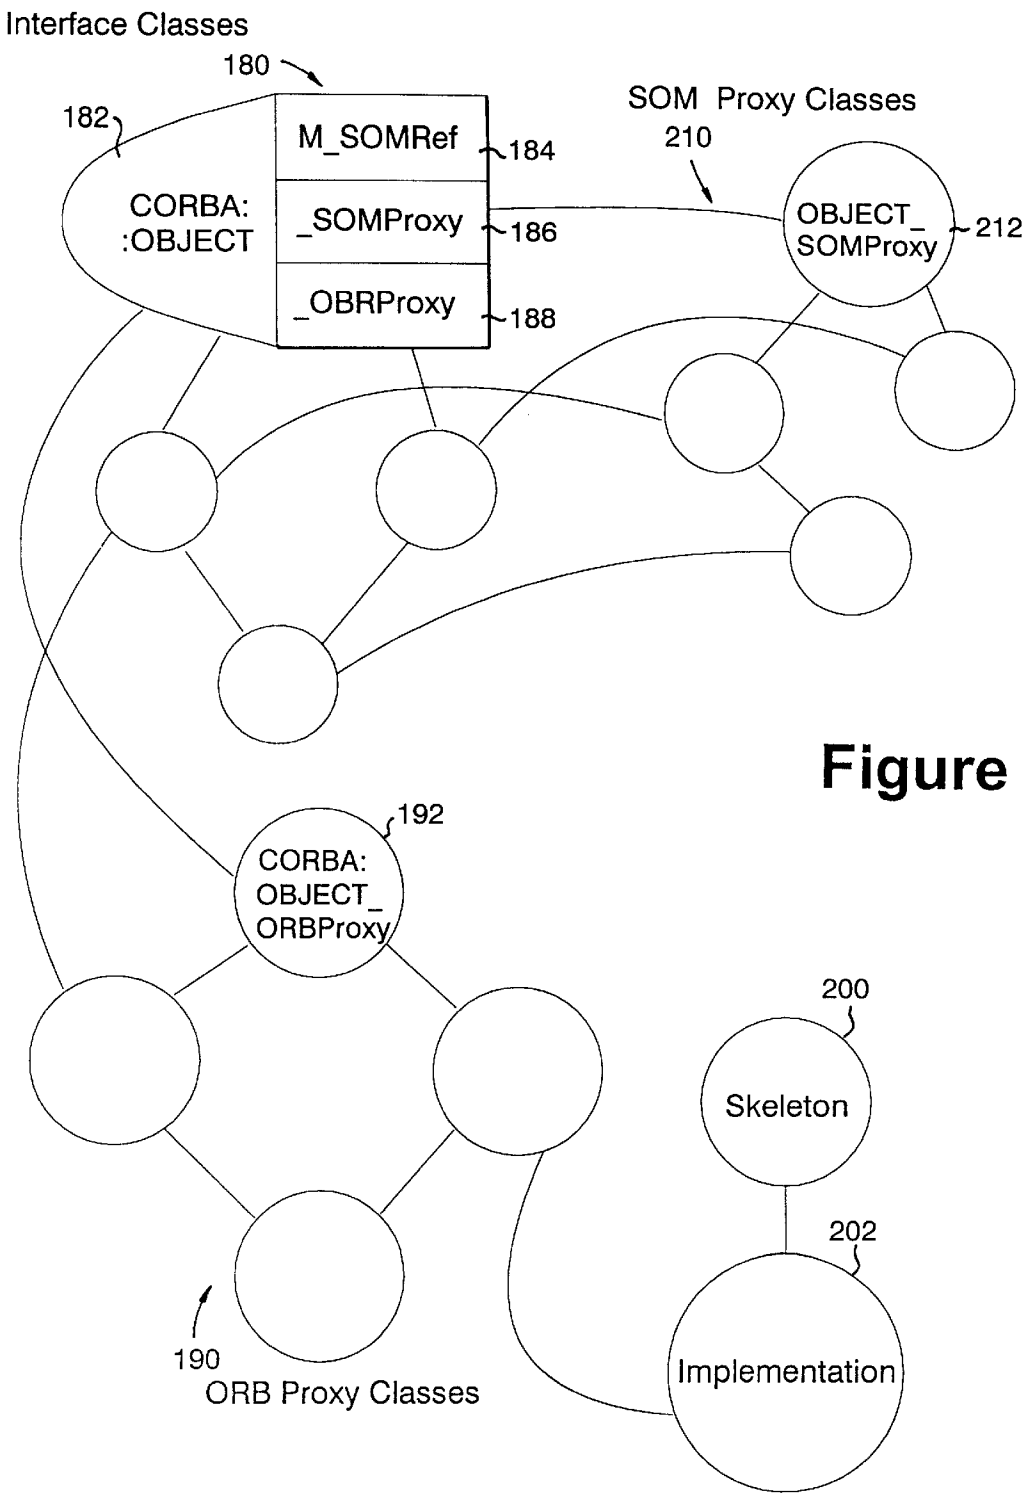 Interface Classes
180
182
M_SOMRef
184
CORBA:
:OBJECT
_SOMProxy
186
_OBRProxy
188
SOM Proxy Classes
210
OBJECT_
SOMProxy
212
Figure
192
CORBA:
OBJECT_
ORBProxy
200
Skeleton
202
Implementation
190
ORB Proxy Classes